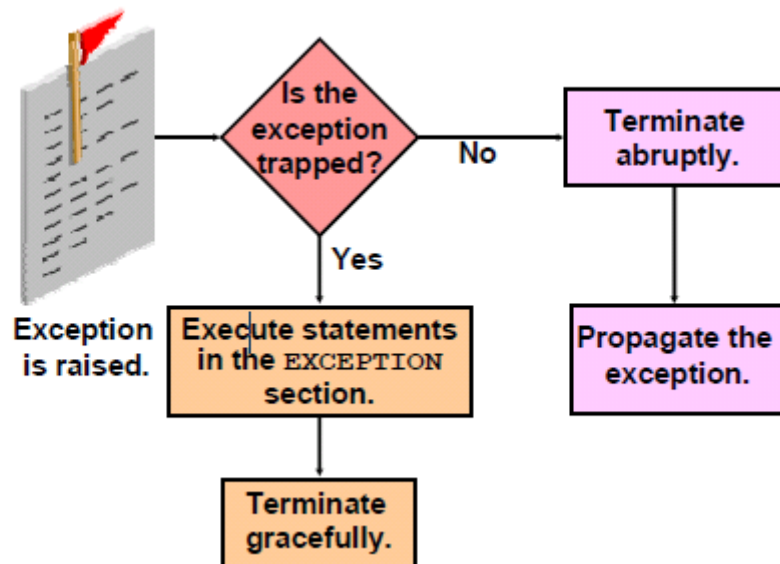 Exception
is raised.
Is the
exception
trapped?
No
Terminate
abruptly.
Propagate the
exception.
Yes
Execute statements
in the EXCEPTION
section.
Terminate
gracefully.